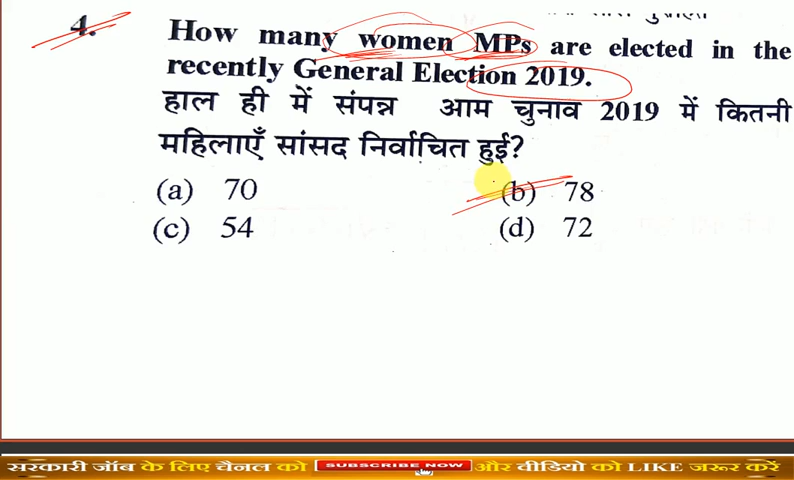 4. How many women MPs are elected in the
recently General Election 2019.
हाल ही में संपन्न आम चुनाव 2019 में कितनी
महिलाएँ सांसद निर्वाचित हुई?
(a) 70 (b) 78
(c) 54 (d) 72
सरकारी जॉब के लिए चैनल को SUBSCRIBE NOW और वीडियो को LIKE जरूर करें